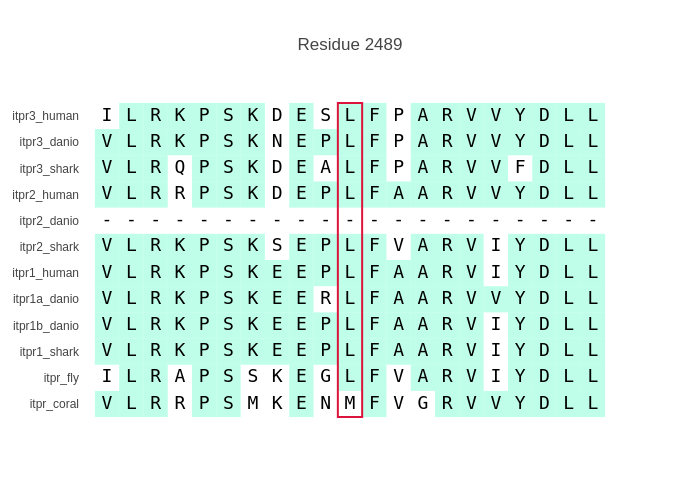 Residue 2489
itpr3_human I L R K P S K D E S L F P A R V V Y D L L
itpr3_danio V L R K P S K N E P L F P A R V V Y D L L
itpr3_shark V L R Q P S K D E A L F P A R V V F D L L
itpr2_human V L R R P S K D E P L F A A R V V Y D L L
itpr2_danio - - - - - - - - - - - - - - - - - - - - -
itpr2_shark V L R K P S K S E P L F V A R V I Y D L L
itpr1_human V L R K P S K E E P L F A A R V I Y D L L
itpr1a_danio V L R K P S K E E R L F A A R V V Y D L L
itpr1b_danio V L R K P S K E E P L F A A R V I Y D L L
itpr1_shark V L R K P S K E E P L F A A R V I Y D L L
itpr_fly I L R A P S S K E G L F V A R V I Y D L L
itpr_coral V L R R P S M K E N M F V G R V V Y D L L